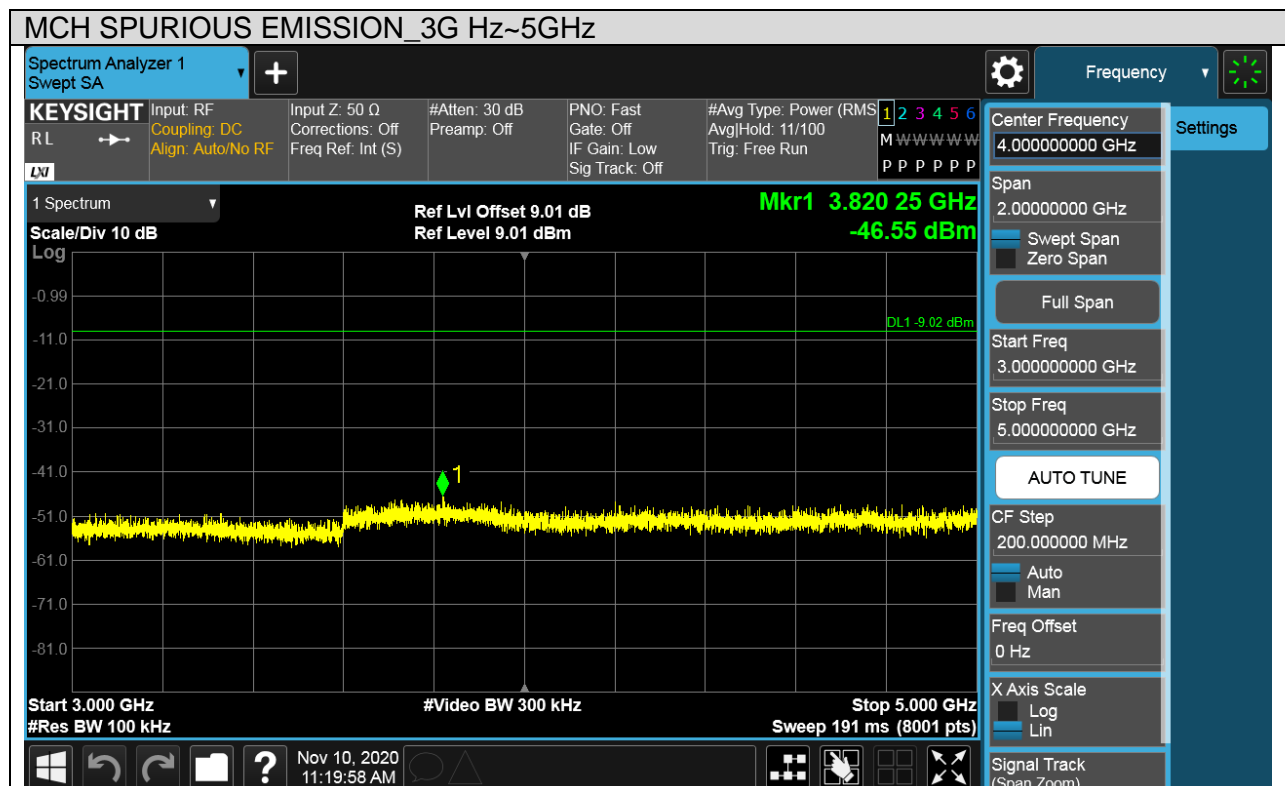 MCH SPURIOUS EMISSION_3G Hz~5GHz
Spectrum Analyzer 1
Swept SA
Frequency
KEYSIGHT
R L
LXI
Input: RF
Coupling: DC
Align: Auto/No RF
Input Z: 50 Ω
Corrections: Off
Freq Ref: Int (S)
#Atten: 30 dB
Preamp: Off
PNO: Fast
Gate: Off
IF Gain: Low
Sig Track: Off
#Avg Type: Power (RMS
Avg|Hold: 11/100
Trig: Free Run
1 2 3 4 5 6
M W W W W W
P P P P P P
1 Spectrum
Scale/Div 10 dB
Ref Lvl Offset 9.01 dB
Ref Level 9.01 dBm
Mkr1 3.820 25 GHz
-46.55 dBm
Log
-0.99
DL1 -9.02 dBm
-11.0
-21.0
-31.0
-41.0
1
-51.0
-61.0
-71.0
-81.0
Start 3.000 GHz
#Res BW 100 kHz
#Video BW 300 kHz
Stop 5.000 GHz
Sweep 191 ms (8001 pts)
?
Nov 10, 2020
11:19:58 AM
Center Frequency
4.000000000 GHz
Settings
Span
2.00000000 GHz
Swept Span
Zero Span
Full Span
Start Freq
3.000000000 GHz
Stop Freq
5.000000000 GHz
AUTO TUNE
CF Step
200.000000 MHz
Auto
Man
Freq Offset
0 Hz
X Axis Scale
Log
Lin
Signal Track
(Span Zoom)